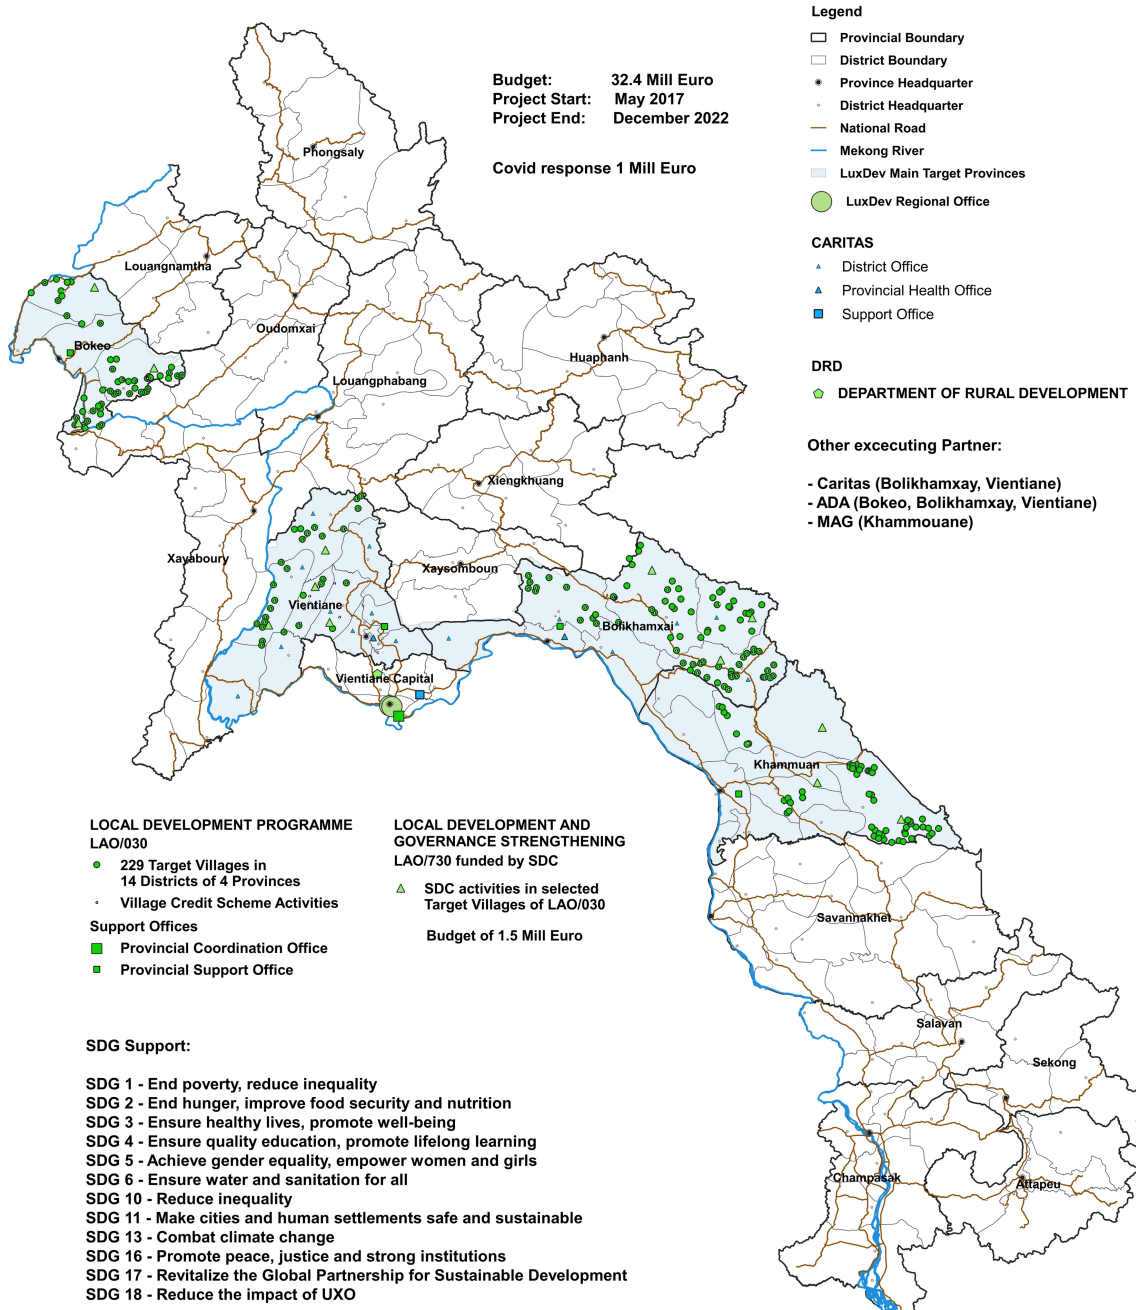 Budget: 32.4 Mill Euro
Project Start: May 2017
Project End: December 2022
Covid response 1 Mill Euro
Legend
Provincial Boundary
District Boundary
Province Headquarter
District Headquarter
National Road
Mekong River
LuxDev Main Target Provinces
LuxDev Regional Office
CARITAS
District Office
Provincial Health Office
Support Office
DRD
DEPARTMENT OF RURAL DEVELOPMENT
Other excecuting Partner:
- Caritas (Bolikhamxay, Vientiane)
- ADA (Bokeo, Bolikhamxay, Vientiane)
- MAG (Khammouane)
Phongsaly
Louangnamtha
Oudomxai
Bokeo
Huaphanh
Louangphabang
Xiengkhuang
Xayaboury
Xaysomboun
Vientiane
Bolikhamxai
Vientiane Capital
Khammuan
Savannakhet
Salavan
Sekong
Champasak
Attapeu
LOCAL DEVELOPMENT PROGRAMME
LAO/030
229 Target Villages in
14 Districts of 4 Provinces
Village Credit Scheme Activities
Support Offices
Provincial Coordination Office
Provincial Support Office
LOCAL DEVELOPMENT AND
GOVERNANCE STRENGTHENING
LAO/730 funded by SDC
SDC activities in selected
Target Villages of LAO/030
Budget of 1.5 Mill Euro
SDG Support:
SDG 1 - End poverty, reduce inequality
SDG 2 - End hunger, improve food security and nutrition
SDG 3 - Ensure healthy lives, promote well-being
SDG 4 - Ensure quality education, promote lifelong learning
SDG 5 - Achieve gender equality, empower women and girls
SDG 6 - Ensure water and sanitation for all
SDG 10 - Reduce inequality
SDG 11 - Make cities and human settlements safe and sustainable
SDG 13 - Combat climate change
SDG 16 - Promote peace, justice and strong institutions
SDG 17 - Revitalize the Global Partnership for Sustainable Development
SDG 18 - Reduce the impact of UXO